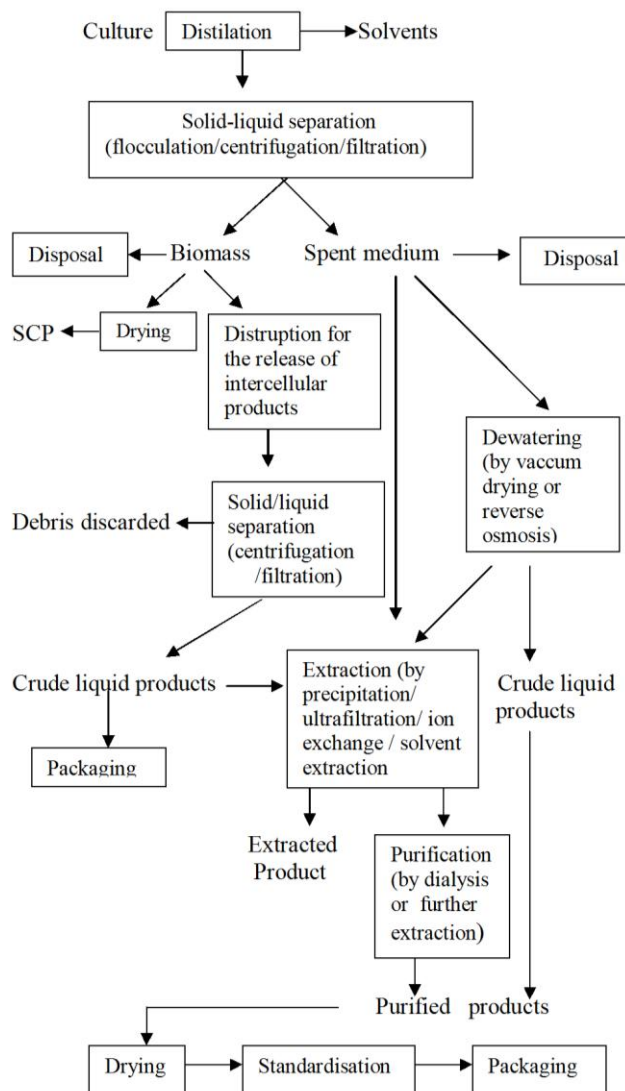 Culture
Distilation
Solvents
Solid-liquid separation
(flocculation/centrifugation/filtration)
Disposal
Biomass
Spent medium
Disposal
SCP
Drying
Distruption for
the release of
intercellular
products
Dewatering
(by vaccum
drying or
reverse
osmosis)
Debris discarded
Solid/liquid
separation
(centrifugation
/filtration)
Crude liquid products
Extraction (by
precipitation/
ultrafiltration/ ion
exchange / solvent
extraction
Crude liquid
products
Packaging
Extracted
Product
Purification
(by dialysis
or further
extraction)
Purified products
Drying
Standardisation
Packaging